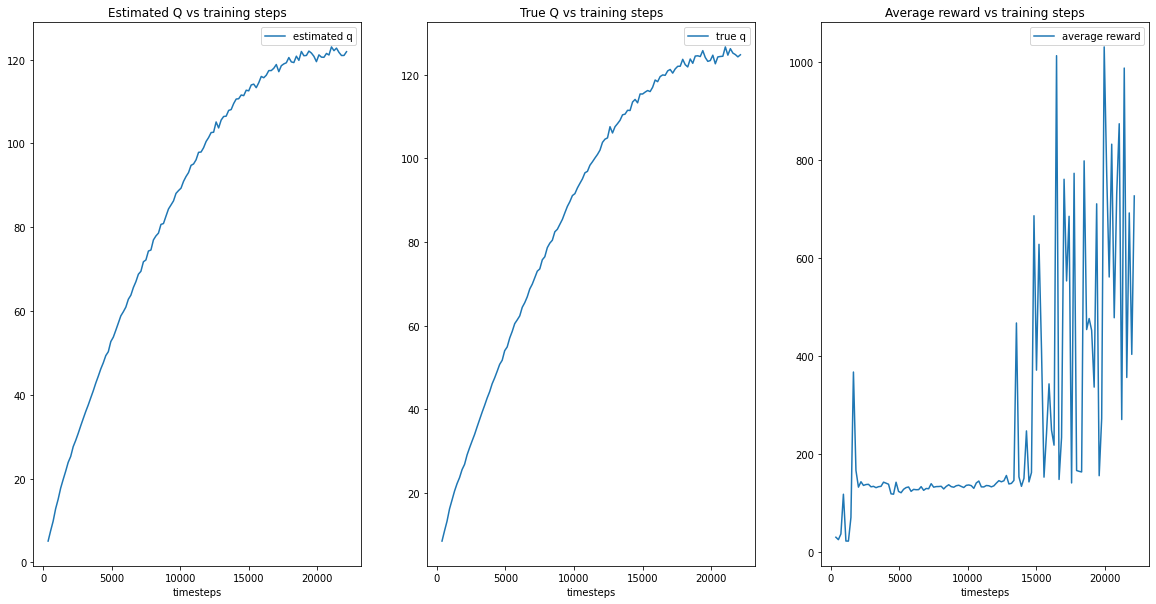 Estimated Q vs training steps
estimated q
120
100
80
60
40
20
0
0 5000 10000 15000 20000
timesteps
True Q vs training steps
true q
120
100
80
60
40
20
0 5000 10000 15000 20000
timesteps
Average reward vs training steps
average reward
1000
800
600
400
200
0
0 5000 10000 15000 20000
timesteps